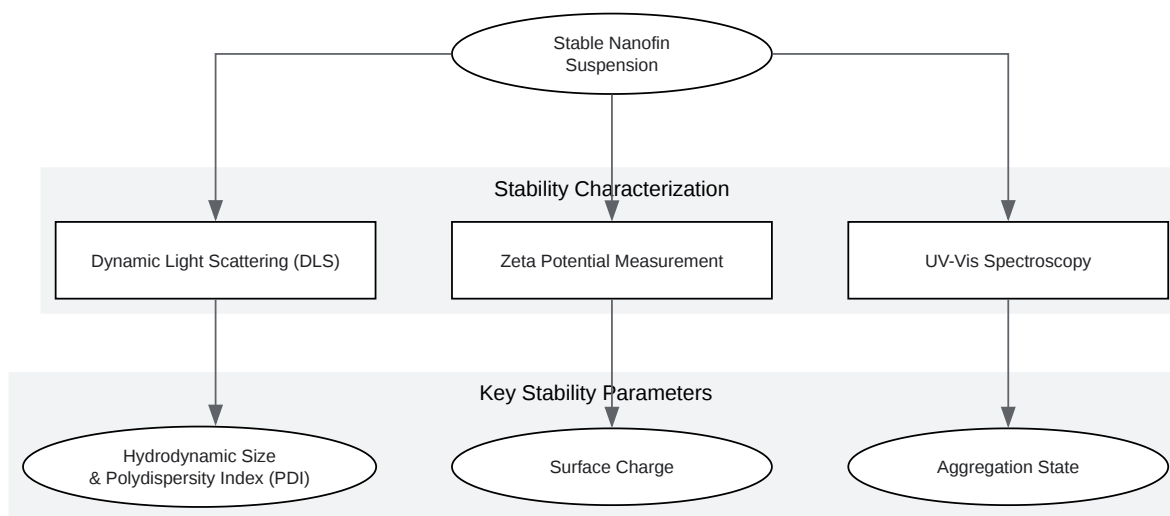 Stable Nanofin
Suspension
Stability Characterization
Dynamic Light Scattering (DLS)
Zeta Potential Measurement
UV-Vis Spectroscopy
Key Stability Parameters
Hydrodynamic Size
& Polydispersity Index (PDI)
Surface Charge
Aggregation State